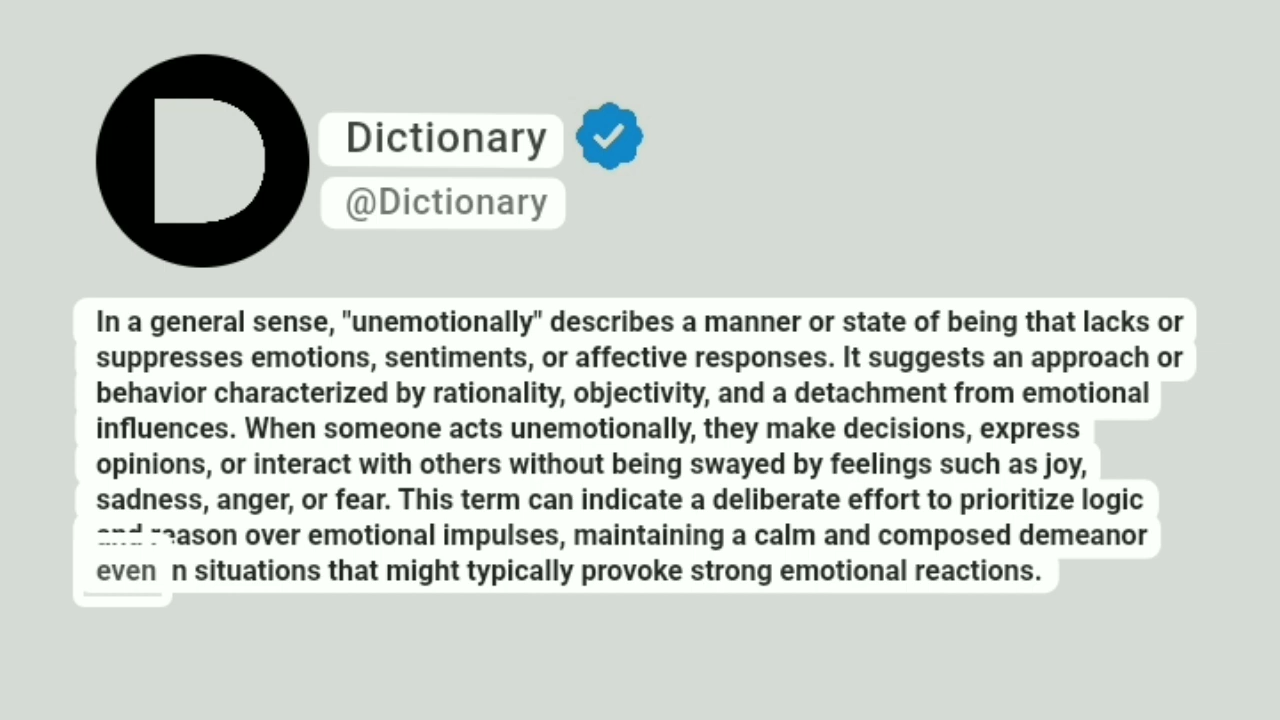 D
Dictionary
@Dictionary
In a general sense, "unemotionally" describes a manner or state of being that lacks or
suppresses emotions, sentiments, or affective responses. It suggests an approach or
behavior characterized by rationality, objectivity, and a detachment from emotional
influences. When someone acts unemotionally, they make decisions, express
opinions, or interact with others without being swayed by feelings such as joy,
sadness, anger, or fear. This term can indicate a deliberate effort to prioritize logic
over emotional impulses, maintaining a calm and composed demeanor
even n situations that might typically provoke strong emotional reactions.